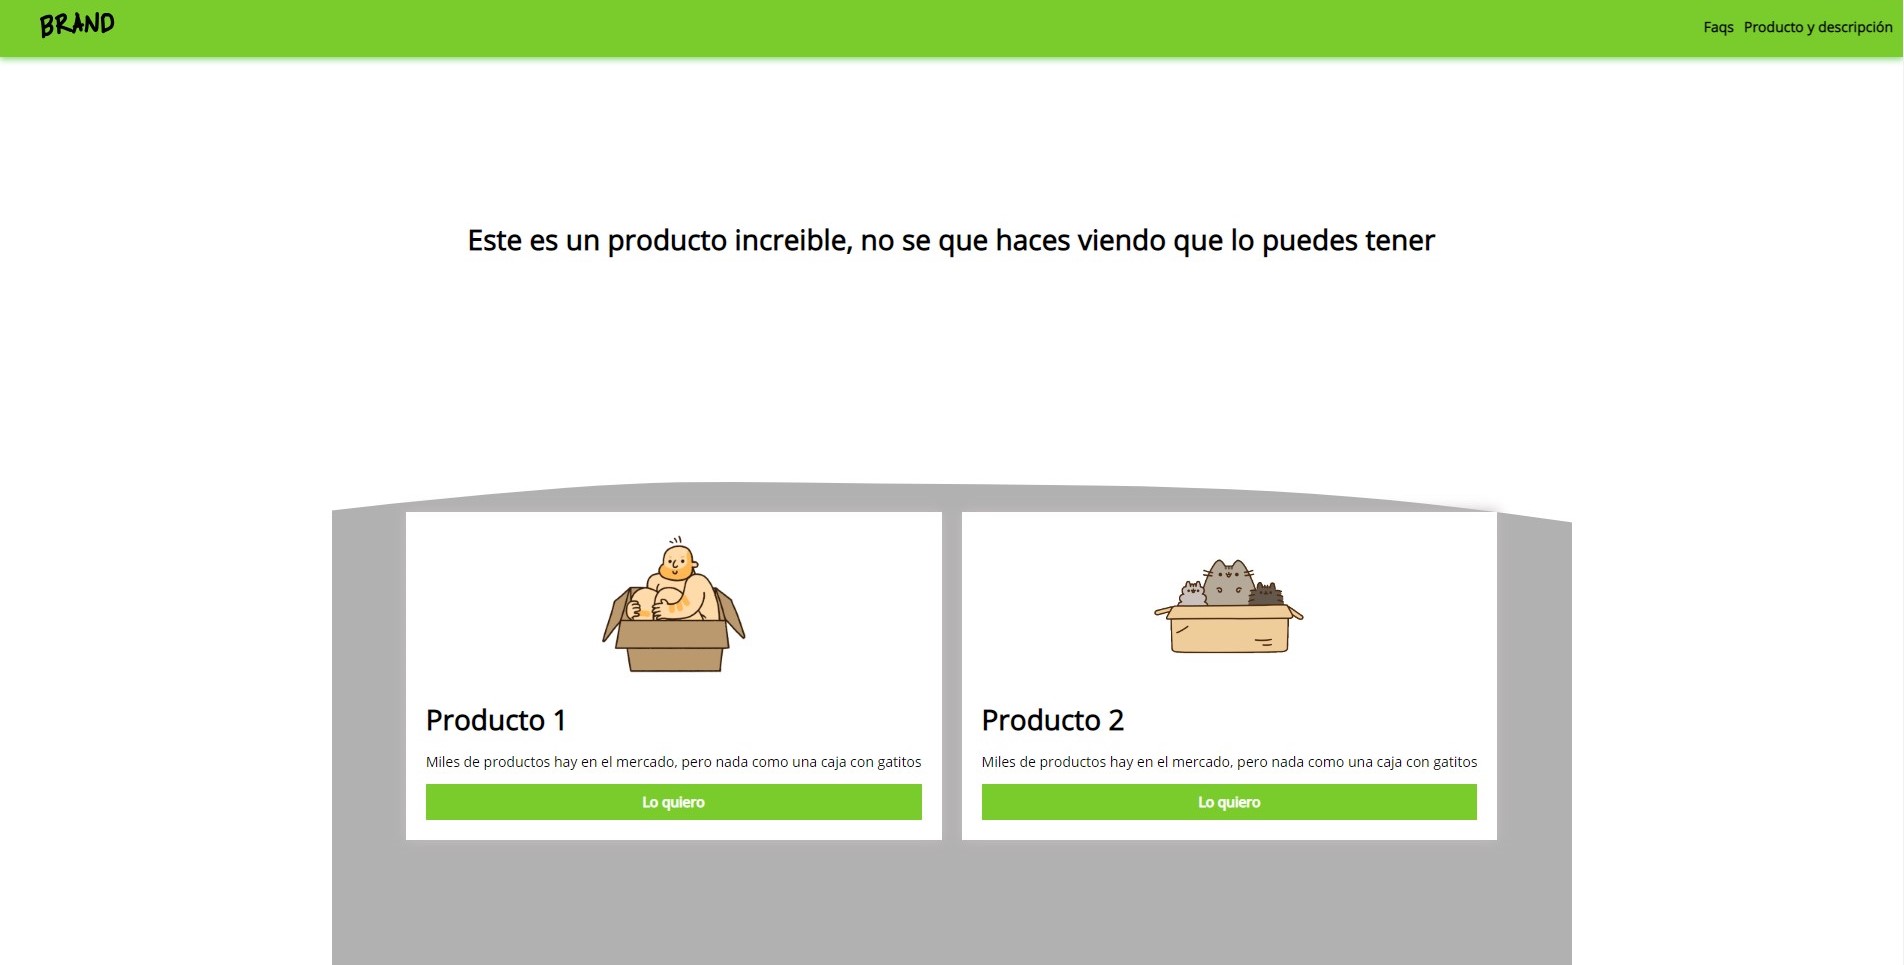 BRAND
Faqs Producto y descripción
Este es un producto increible, no se que haces viendo que lo puedes tener
Producto 1
Miles de productos hay en el mercado, pero nada como una caja con gatitos
Lo quiero
Producto 2
Miles de productos hay en el mercado, pero nada como una caja con gatitos
Lo quiero